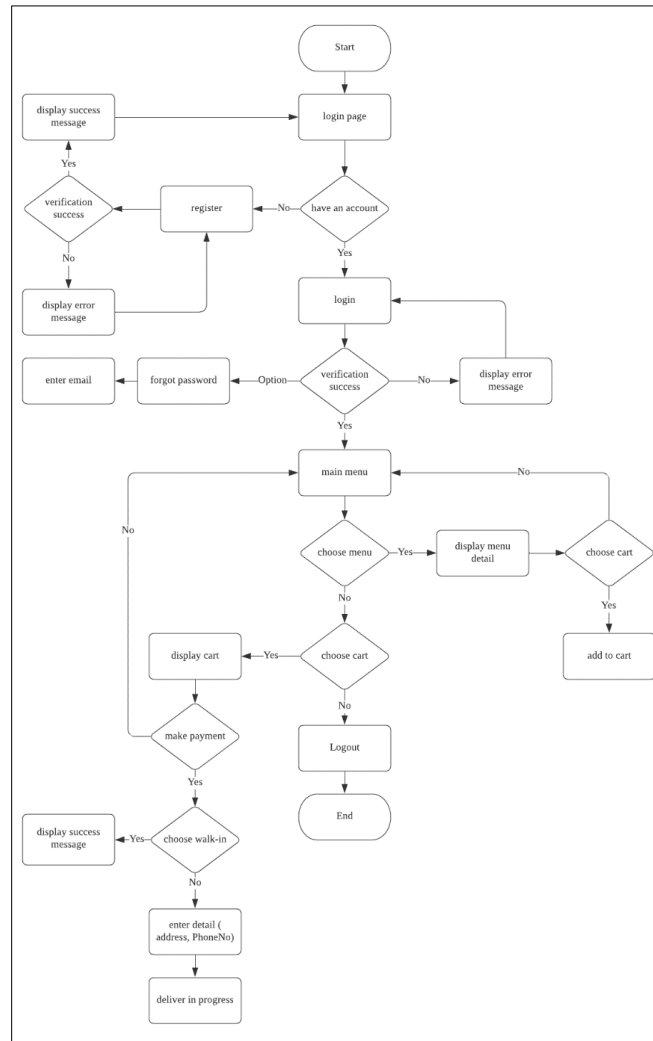 Start
display success
message
login page
Yes
verification
success
register
No
have an account
No
Yes
display error
message
login
enter email
forgot password
Option
verification
success
No
display error
message
Yes
main menu
No
No
choose menu
Yes
display menu
detail
choose cart
No
Yes
display cart
Yes
choose cart
add to cart
No
make payment
Logout
Yes
display success
message
Yes
choose walk-in
End
No
enter detail (
address, PhoneNo)
deliver in progress